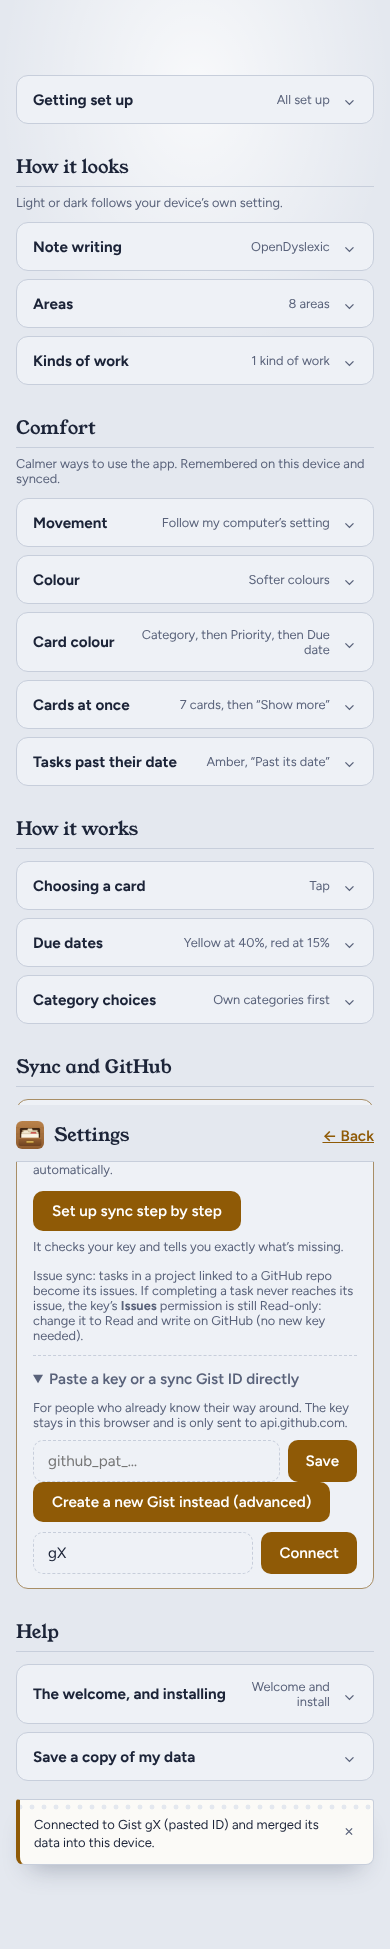 Getting set up
All set up
How it looks
Light or dark follows your device’s own setting.
Note writing
OpenDyslexic
Areas
8 areas
Kinds of work
1 kind of work
Comfort
Calmer ways to use the app. Remembered on this device and
synced.
Movement
Follow my computer’s setting
Colour
Softer colours
Card colour
Category, then Priority, then Due
date
Cards at once
7 cards, then “Show more”
Tasks past their date
Amber, “Past its date”
How it works
Choosing a card
Tap
Due dates
Yellow at 40%, red at 15%
Category choices
Own categories first
Sync and GitHub
Settings
← Back
automatically.
Set up sync step by step
It checks your key and tells you exactly what’s missing.
Issue sync: tasks in a project linked to a GitHub repo
become its issues. If completing a task never reaches its
issue, the key’s Issues permission is still Read-only:
change it to Read and write on GitHub (no new key
needed).
▼ Paste a key or a sync Gist ID directly
For people who already know their way around. The key
stays in this browser and is only sent to api.github.com.
github_pat_…
Save
Create a new Gist instead (advanced)
gX
Connect
Help
The welcome, and installing
Welcome and
install
Save a copy of my data
Connected to Gist gX (pasted ID) and merged its
data into this device.
×